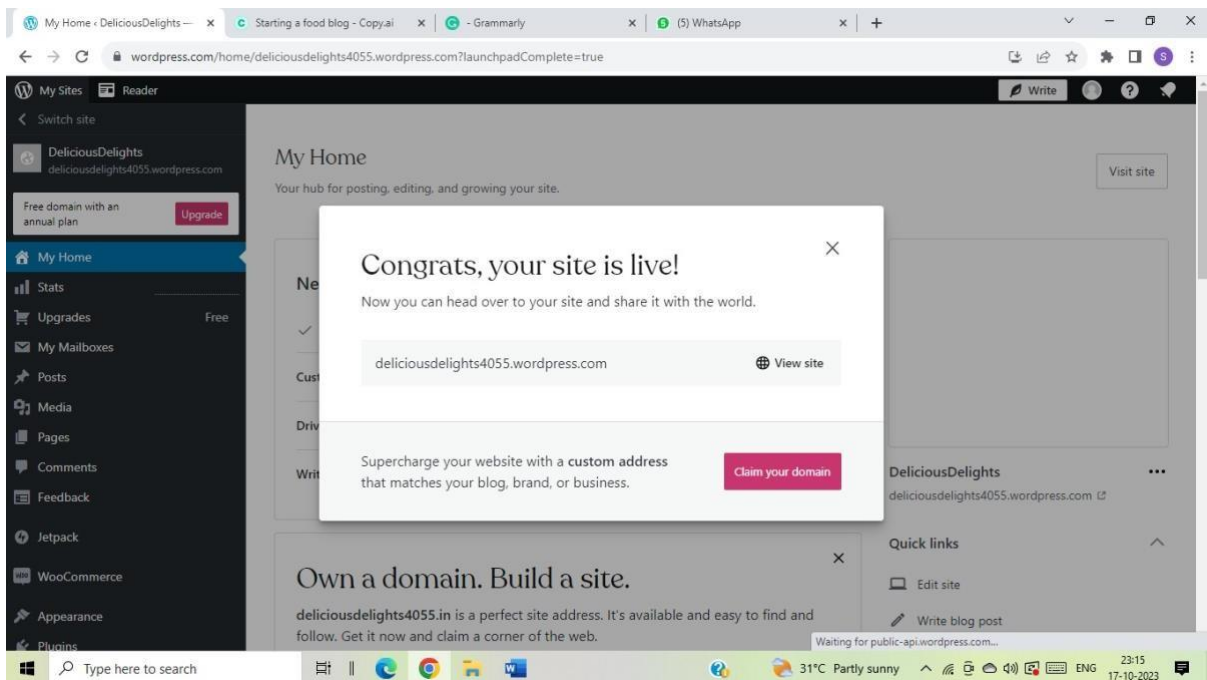 My Home ‹ DeliciousDelights —
Starting a food blog - Copy.ai
- Grammarly
(5) WhatsApp
wordpress.com/home/deliciousdelights4055.wordpress.com?launchpadComplete=true
S
My Sites
Reader
Write
Switch site
DeliciousDelights
deliciousdelights4055.wordpress.com
Free domain with an
annual plan
Upgrade
My Home
Stats
Upgrades Free
My Mailboxes
Posts
Media
Pages
Comments
Feedback
Jetpack
WooCommerce
Appearance
Plugins
My Home
Your hub for posting, editing, and growing your site.
Visit site
Ne
Cust
Driv
Writ
Congrats, your site is live!
Now you can head over to your site and share it with the world.
deliciousdelights4055.wordpress.com
View site
Supercharge your website with a custom address
that matches your blog, brand, or business.
Claim your domain
Own a domain. Build a site.
deliciousdelights4055.in is a perfect site address. It's available and easy to find and
follow. Get it now and claim a corner of the web.
DeliciousDelights
deliciousdelights4055.wordpress.com
Quick links
Edit site
Write blog post
Waiting for public-api.wordpress.com...
Type here to search
31°C Partly sunny
ENG
23:15
17-10-2023